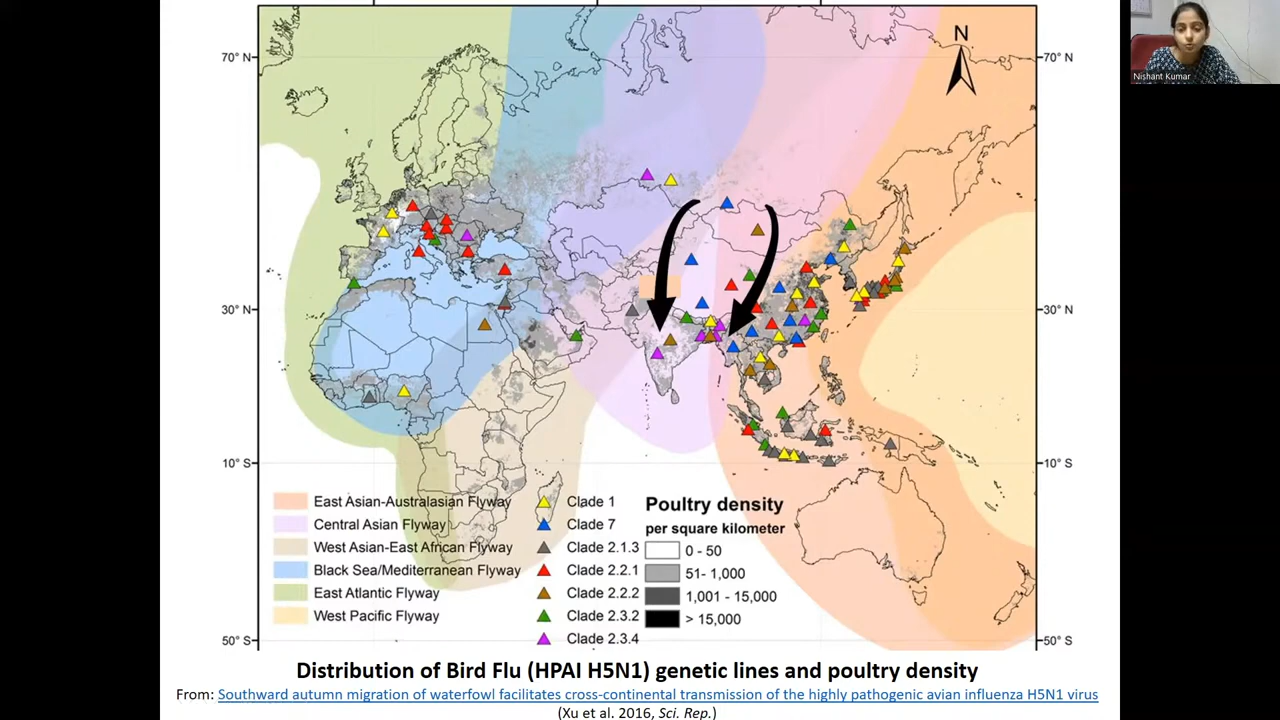 N
70° N
70° N
30° N
30° N
10° S
10° S
50° S
50° S
East Asian-Australasian Flyway
Central Asian Flyway
West Asian-East African Flyway
Black Sea/Mediterranean Flyway
East Atlantic Flyway
West Pacific Flyway
Clade 1
Clade 7
Clade 2.1.3
Clade 2.2.1
Clade 2.2.2
Clade 2.3.2
Clade 2.3.4
Poultry density
per square kilometer
0 - 50
51- 1,000
1,001 - 15,000
> 15,000
Distribution of Bird Flu (HPAI H5N1) genetic lines and poultry density
From: Southward autumn migration of waterfowl facilitates cross-continental transmission of the highly pathogenic avian influenza H5N1 virus
(Xu et al. 2016, Sci. Rep.)
Nishant Kumar